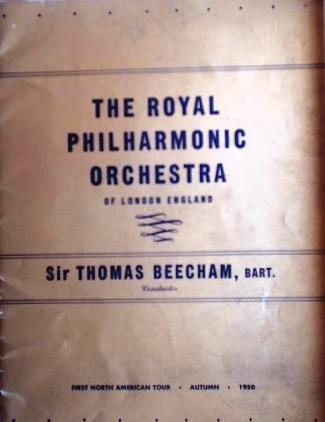 THE ROYAL
PHILHARMONIC
ORCHESTRA
OF LONDON ENGLAND
Sir THOMAS BEECHAM, BART.
Conductor
FIRST NORTH AMERICAN TOUR · AUTUMN · 1950